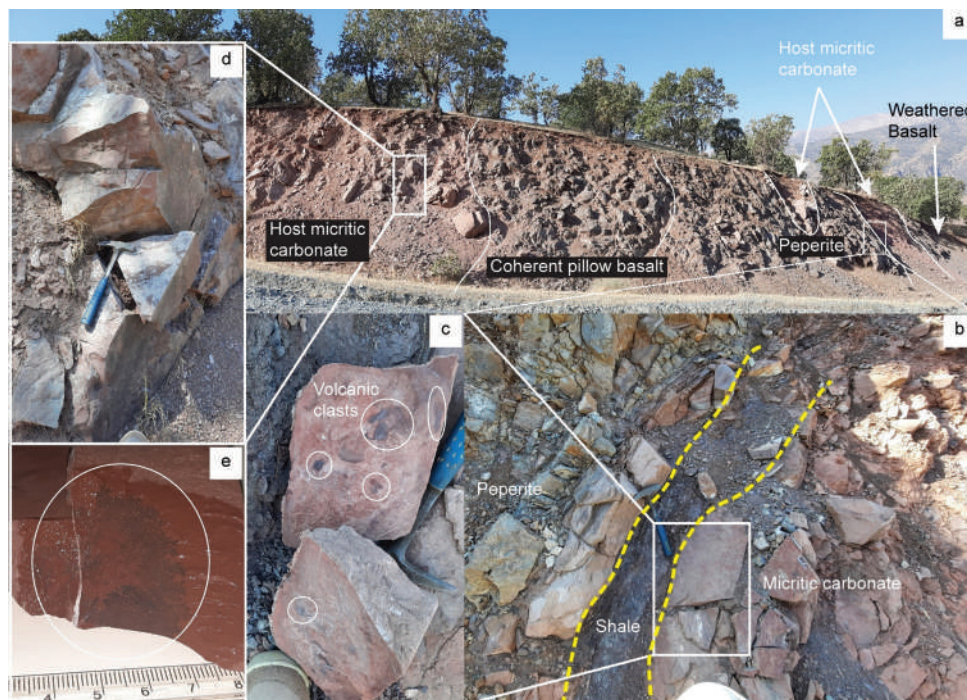 a
Host micritic
carbonate
Weathered
Basalt
Host micritic
carbonate
Coherent pillow basalt
Peperite
d
c
Volcanic
clasts
b
Peperite
Shale
Micritic carbonate
e
4 5 6 7 8